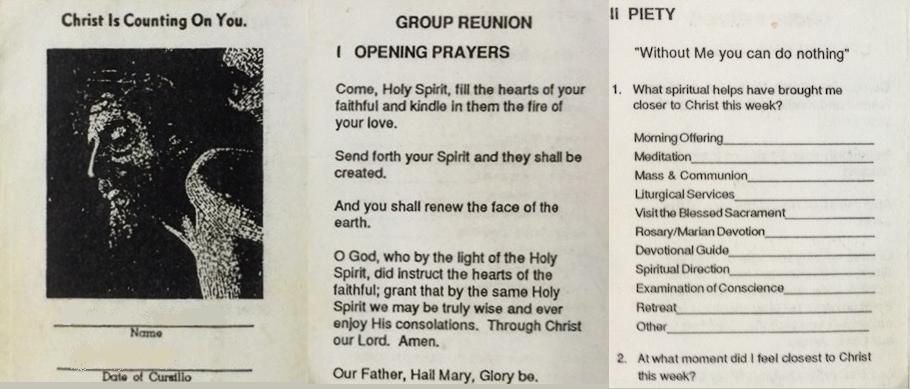 Christ Is Counting On You.
Name
Date of Cursillo
GROUP REUNION
I OPENING PRAYERS
Come, Holy Spirit, fill the hearts of your
faithful and kindle in them the fire of
your love.
Send forth your Spirit and they shall be
created.
And you shall renew the face of the
earth.
O God, who by the light of the Holy
Spirit, did instruct the hearts of the
faithful; grant that by the same Holy
Spirit we may be truly wise and ever
enjoy His consolations. Through Christ
our Lord. Amen.
Our Father, Hail Mary, Glory be.
II PIETY
"Without Me you can do nothing"
1. What spiritual helps have brought me
closer to Christ this week?
Morning Offering
Meditation
Mass & Communion
Liturgical Services
Visit the Blessed Sacrament
Rosary/Marian Devotion
Devotional Guide
Spiritual Direction
Examination of Conscience
Retreat
Other
2. At what moment did I feel closest to Christ
this week?